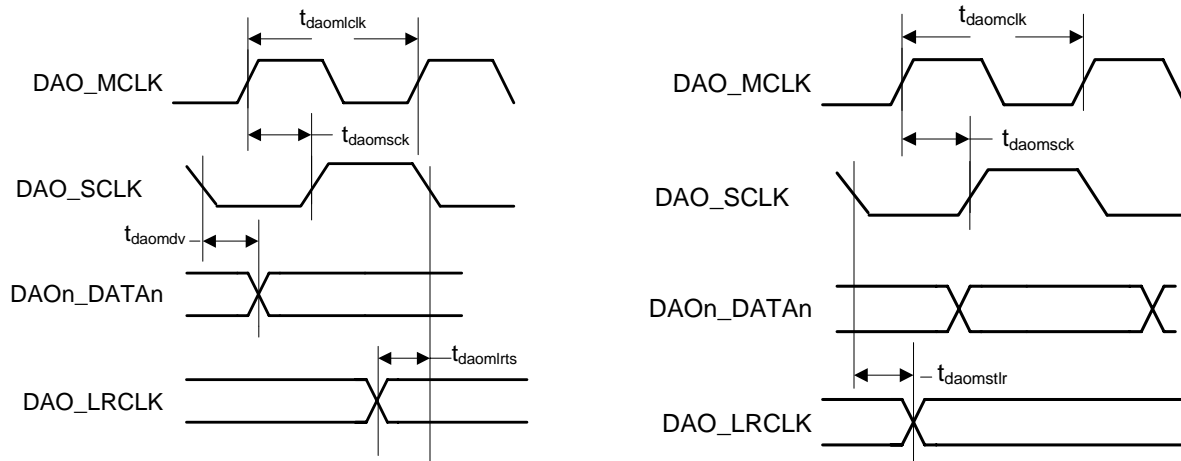 t_daomlclk
DAO_MCLK
t_daomsck
DAO_SCLK
t_daomdv
DAOn_DATAn
t_daomlrts
DAO_LRCLK
t_daomclk
DAO_MCLK
t_daomsck
DAO_SCLK
DAOn_DATAn
t_daomstlr
DAO_LRCLK